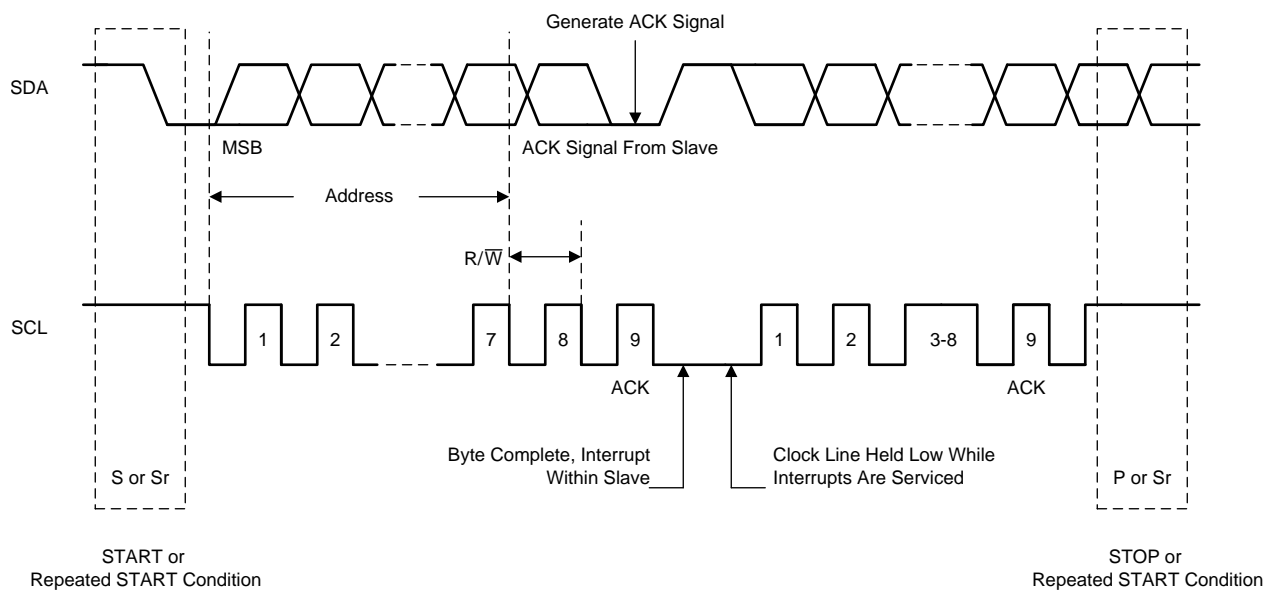 Generate ACK Signal
SDA
MSB
ACK Signal From Slave
Address
R/W̅
SCL
1
2
7
8
9
1
2
3-8
9
ACK
ACK
Byte Complete, Interrupt
Within Slave
Clock Line Held Low While
Interrupts Are Serviced
S or Sr
P or Sr
START or
Repeated START Condition
STOP or
Repeated START Condition